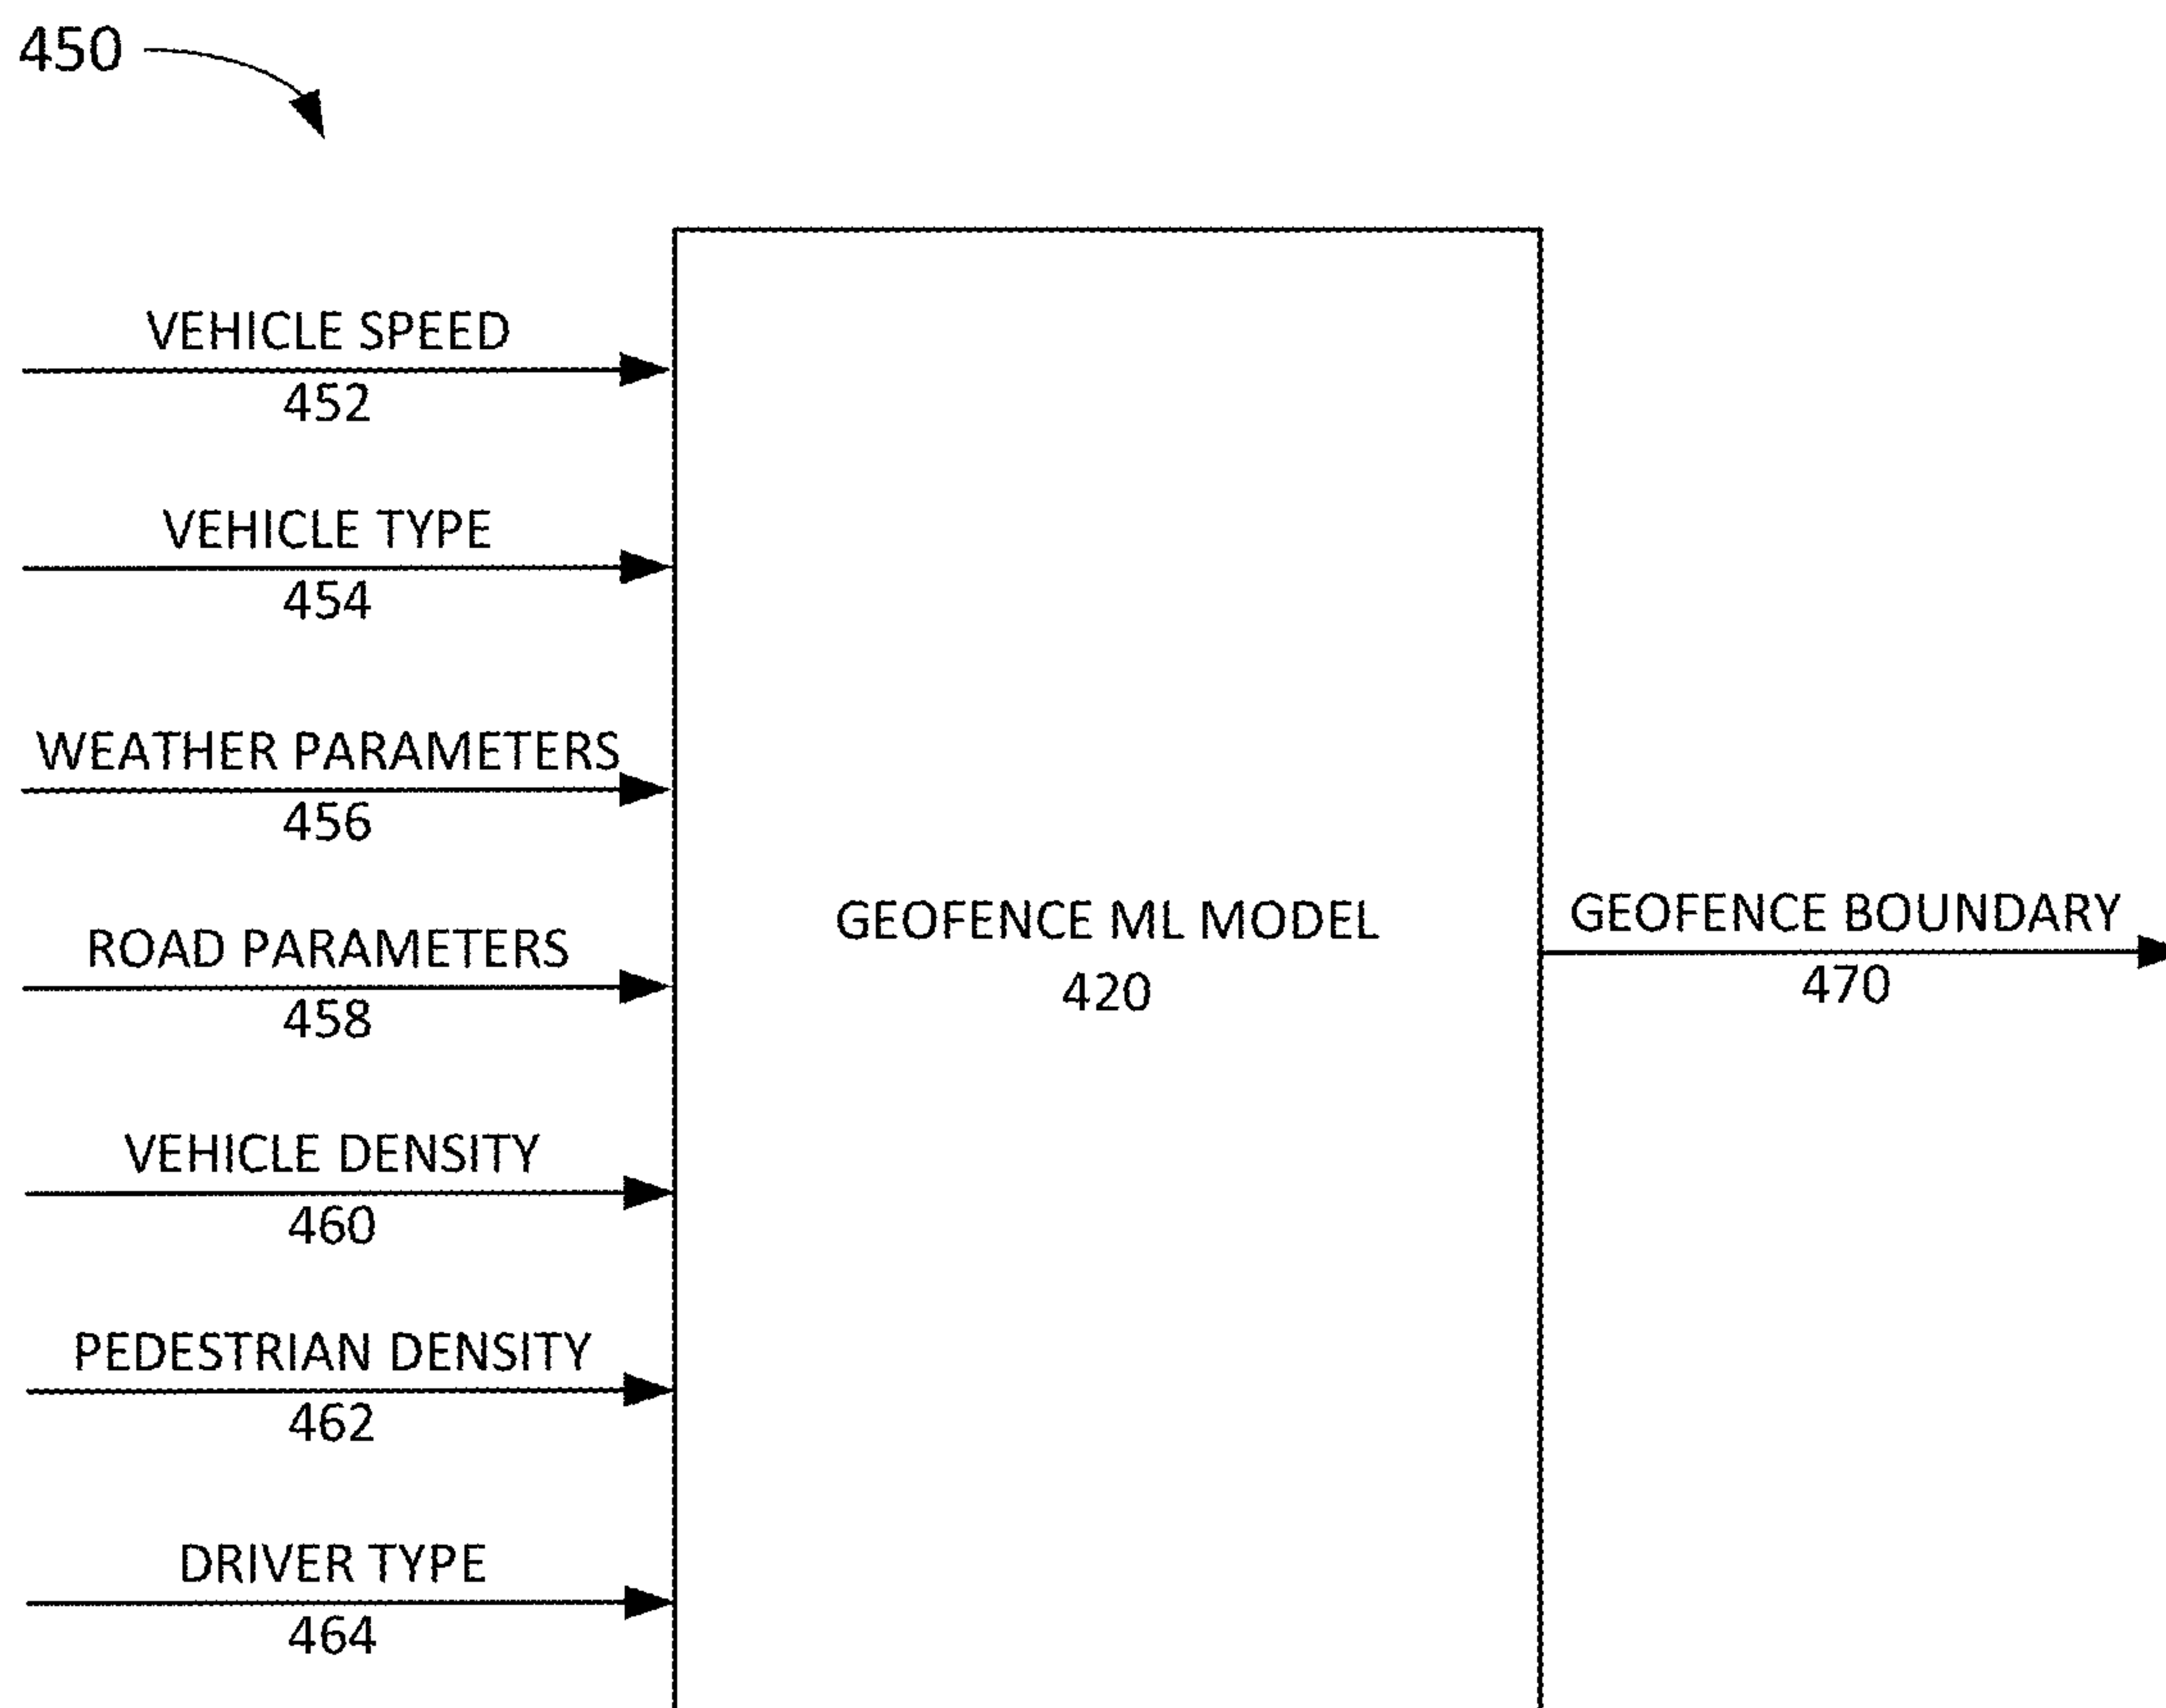 450
VEHICLE SPEED
452
VEHICLE TYPE
454
WEATHER PARAMETERS
456
ROAD PARAMETERS
458
VEHICLE DENSITY
460
PEDESTRIAN DENSITY
462
DRIVER TYPE
464
GEOFENCE ML MODEL
420
GEOFENCE BOUNDARY
470